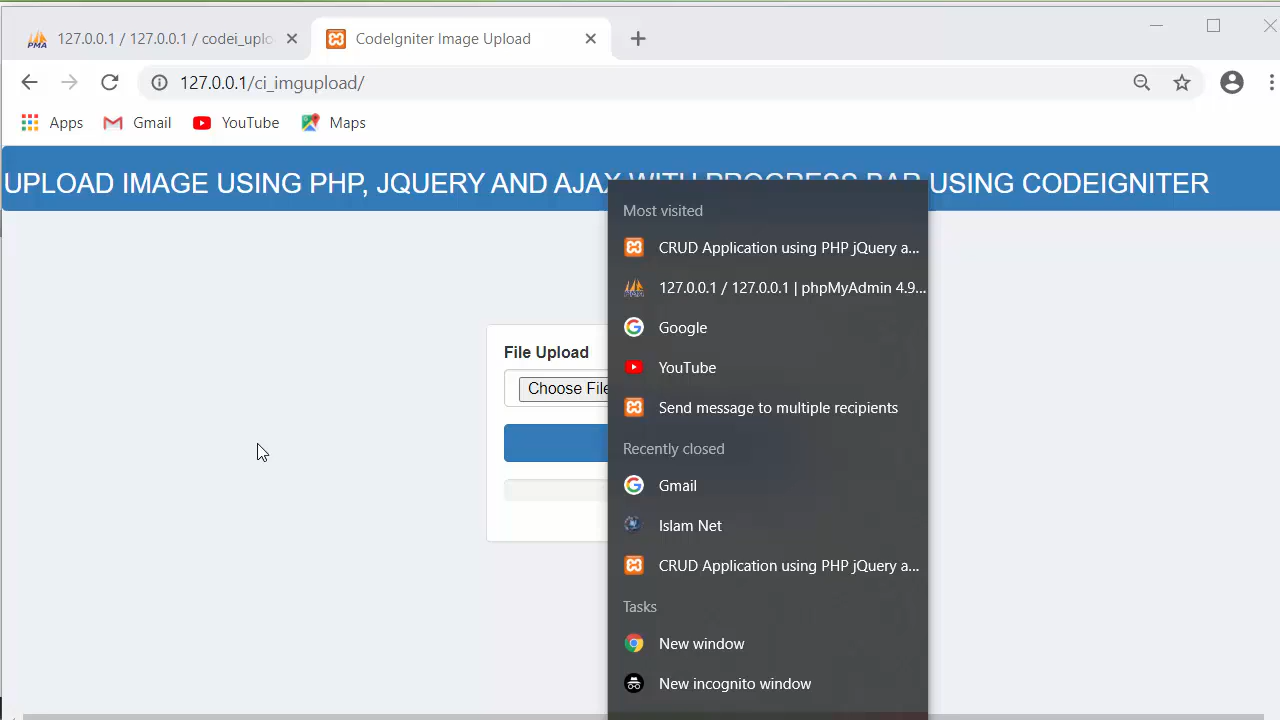 127.0.0.1 / 127.0.0.1 / codei_uplo
CodeIgniter Image Upload
127.0.0.1/ci_imgupload/
Apps
Gmail
YouTube
Maps
UPLOAD IMAGE USING PHP, JQUERY AND AJAX WITH PROGRESS BAR USING CODEIGNITER
Most visited
CRUD Application using PHP jQuery a...
127.0.0.1 / 127.0.0.1 | phpMyAdmin 4.9...
Google
File Upload
YouTube
Choose File
Send message to multiple recipients
Recently closed
Gmail
Islam Net
CRUD Application using PHP jQuery a...
Tasks
New window
New incognito window